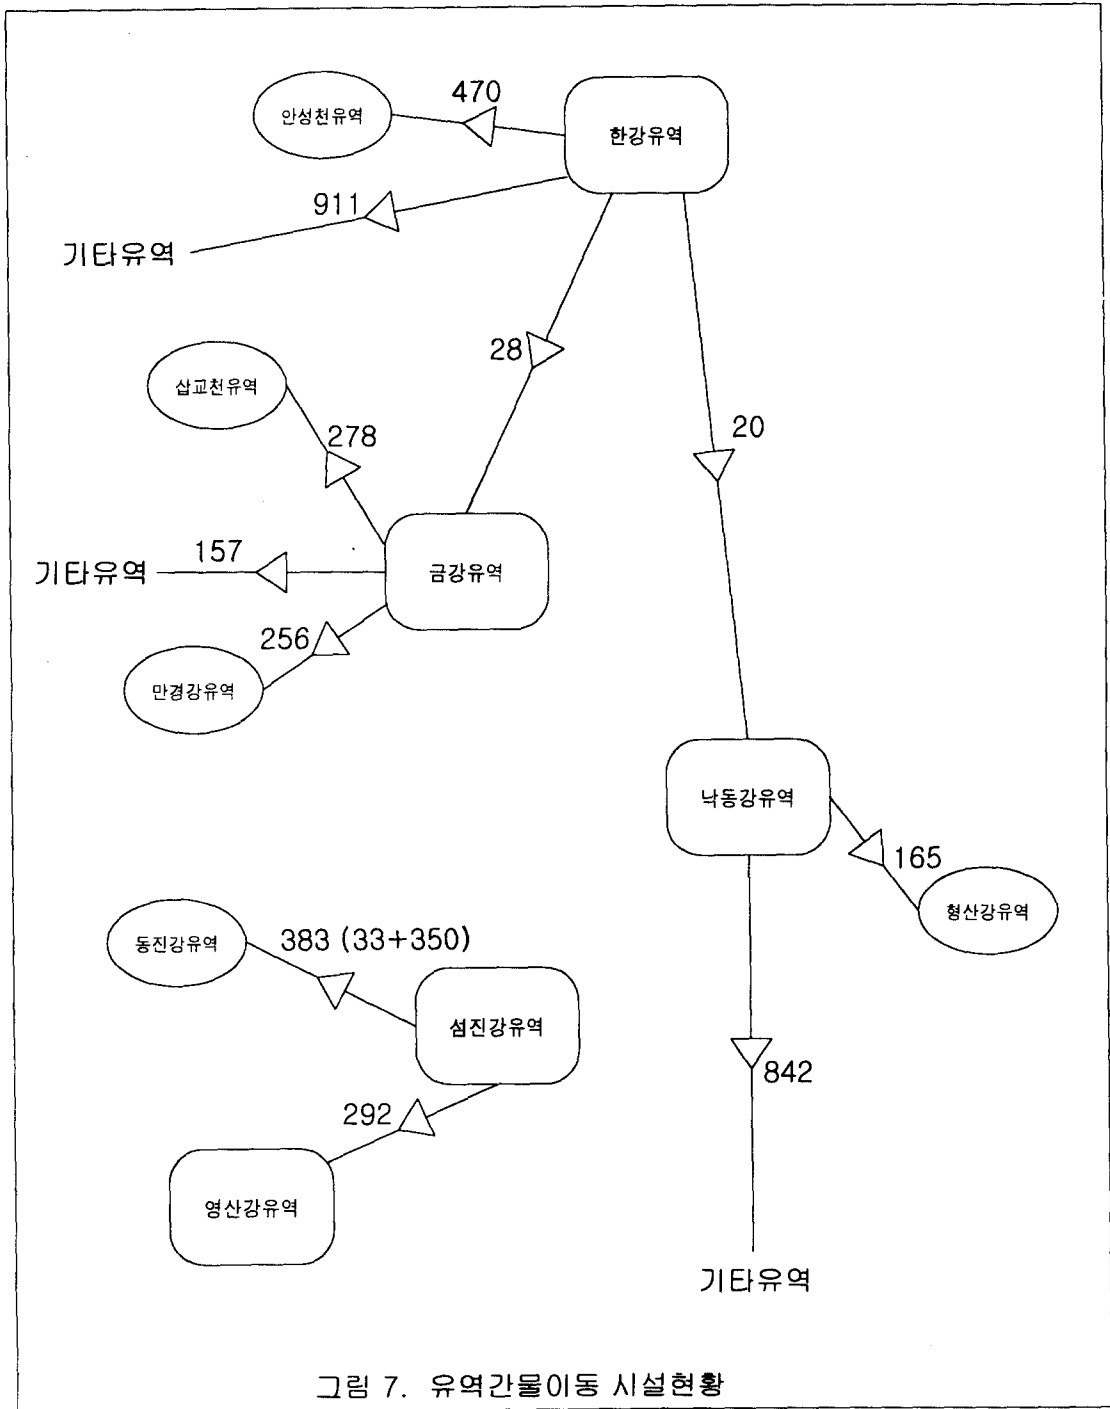 470
안성천유역
한강유역
911
기타유역
28
삽교천유역
278
20
157
기타유역
금강유역
256
만경강유역
낙동강유역
165
형산강유역
동진강유역
383 (33+350)
섬진강유역
842
292
영산강유역
기타유역
그림 7. 유역간물이동 시설현황